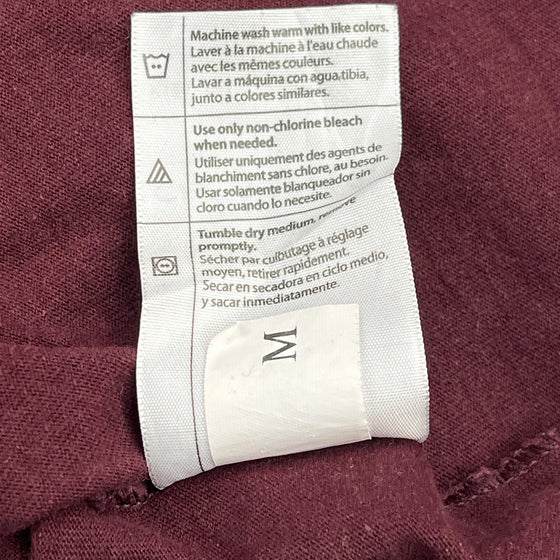 Machine wash warm with like colors.
Laver à la machine à l'eau chaude
avec les mêmes couleurs.
Lavar a máquina con agua tibia,
junto a colores similares.
Use only non-chlorine bleach
when needed.
Utiliser uniquement des agents de
blanchiment sans chlore, au besoin.
Usar solamente blanqueador sin
cloro cuando lo necesite.
Tumble dry medium, remove
promptly.
Sécher par culbutage à réglage
moyen, retirer rapidement.
Secar en secadora en ciclo medio,
y sacar inmediatamente.
M